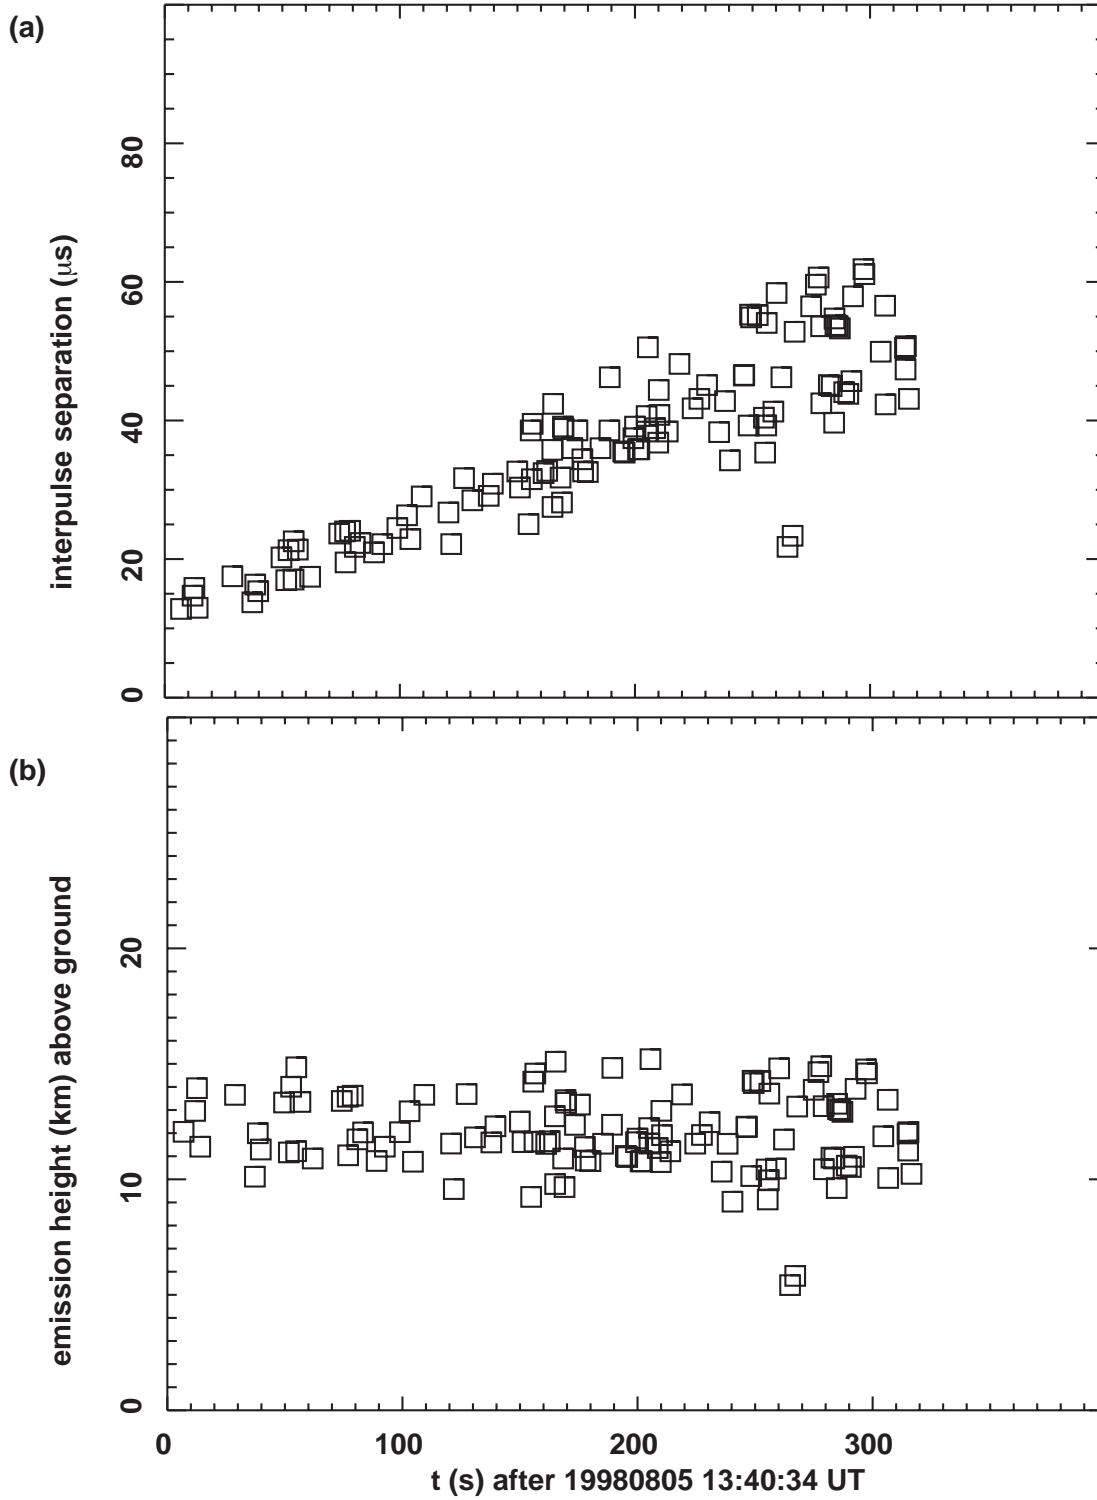 (a)
80
60
40
20
0
interpulse separation (μs)
(b)
20
10
0
emission height (km) above ground
0 100 200 300
t (s) after 19980805 13:40:34 UT